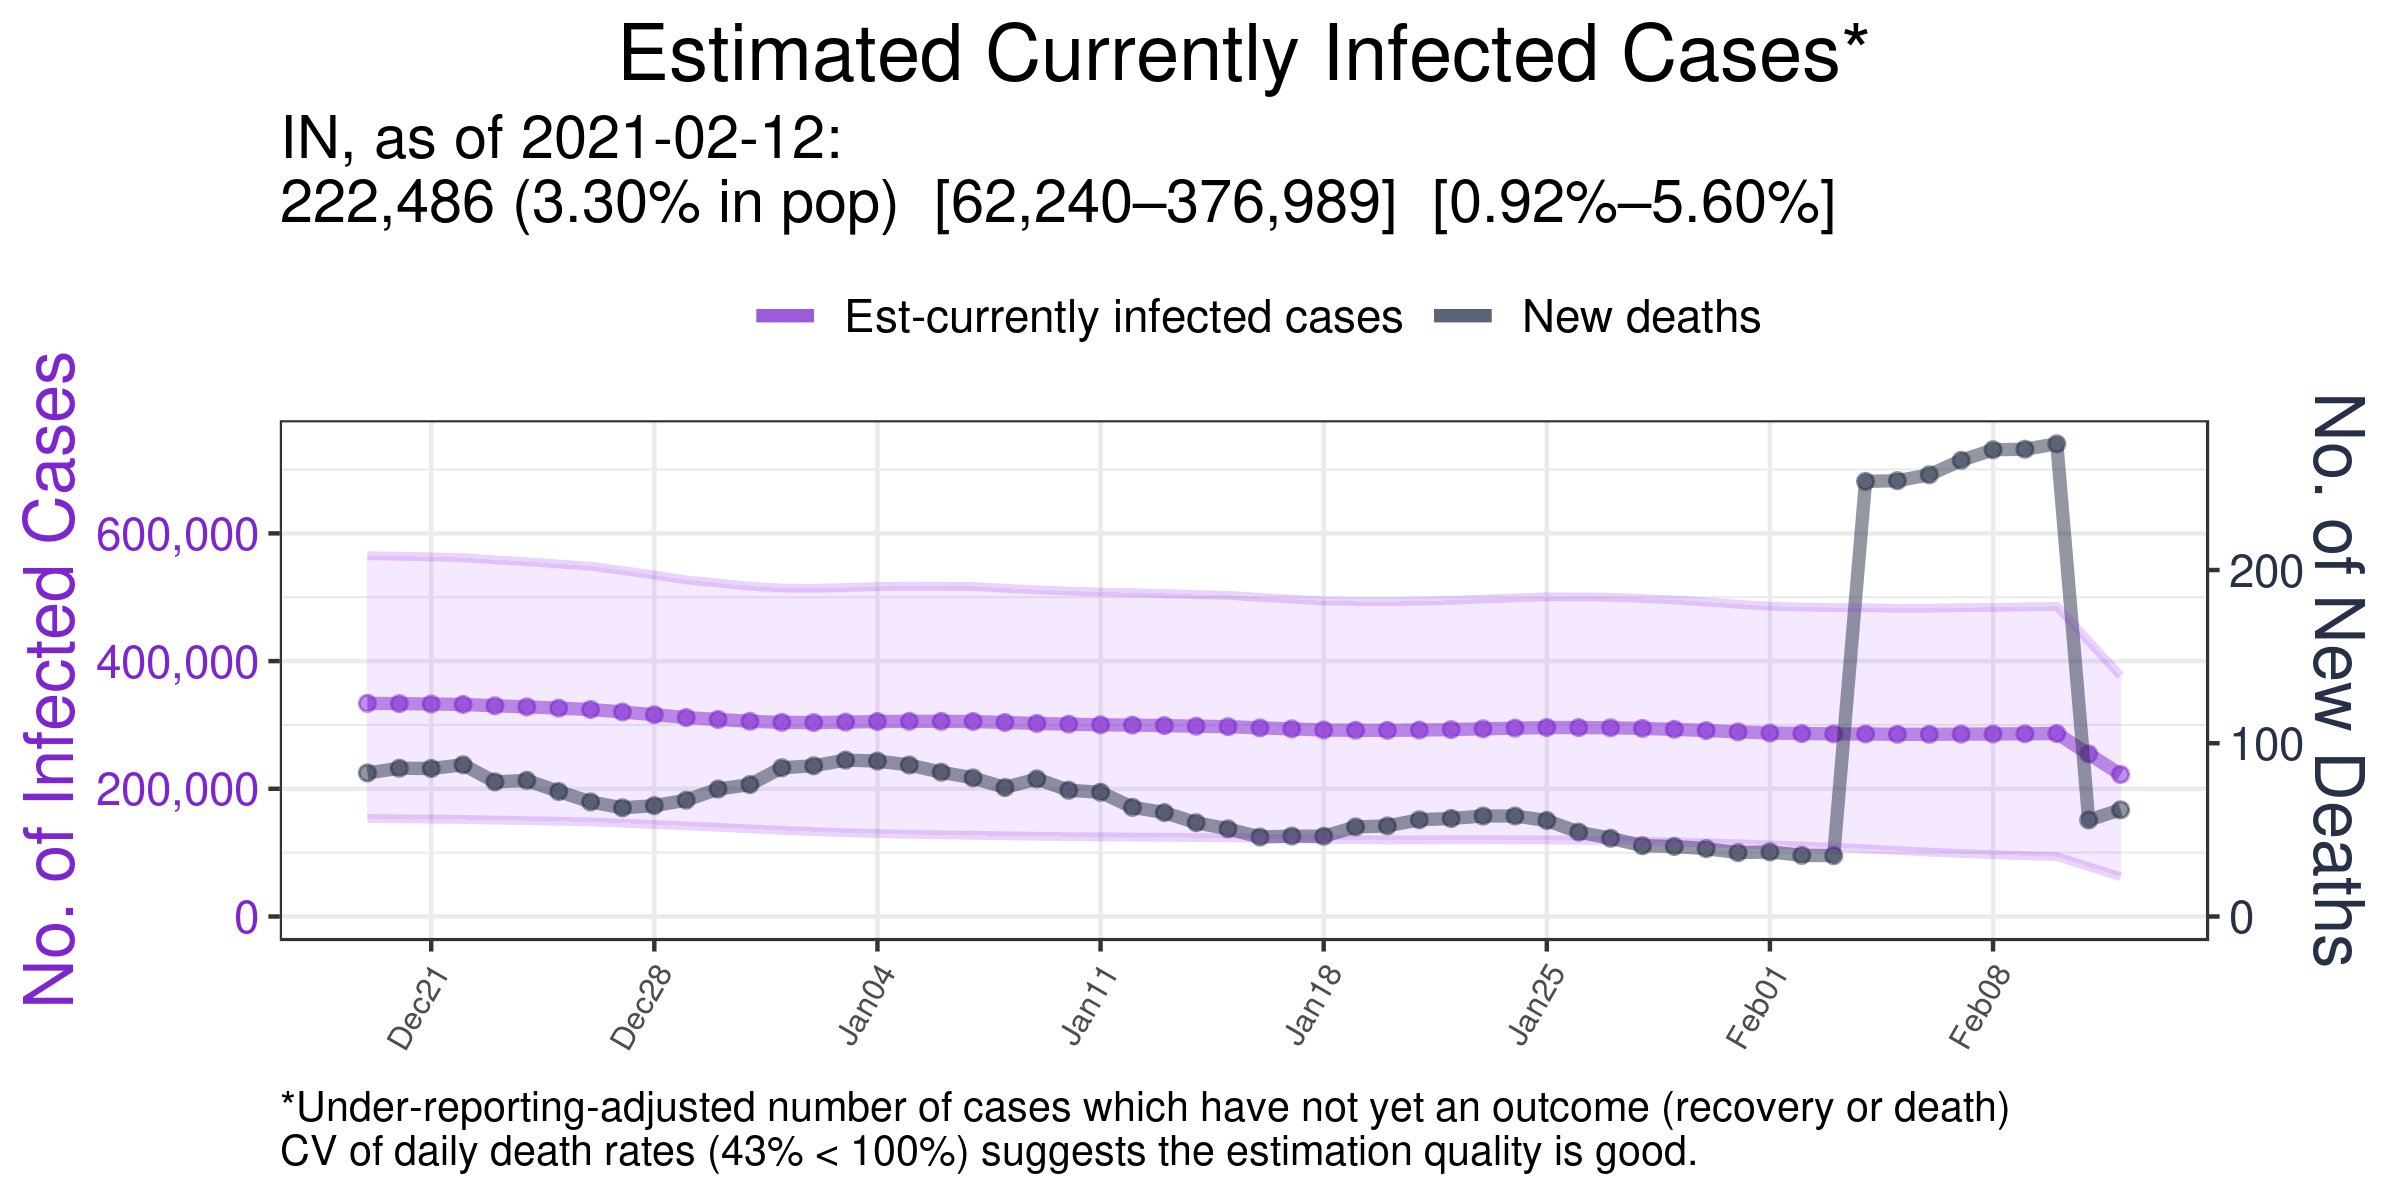 Estimated Currently Infected Cases*
IN, as of 2021-02-12:
222,486 (3.30% in pop) [62,240–376,989] [0.92%–5.60%]
Est-currently infected cases
New deaths
No. of Infected Cases
600,000
400,000
200,000
0
No. of New Deaths
200
100
0
Dec21
Dec28
Jan04
Jan11
Jan18
Jan25
Feb01
Feb08
*Under-reporting-adjusted number of cases which have not yet an outcome (recovery or death)
CV of daily death rates (43% < 100%) suggests the estimation quality is good.